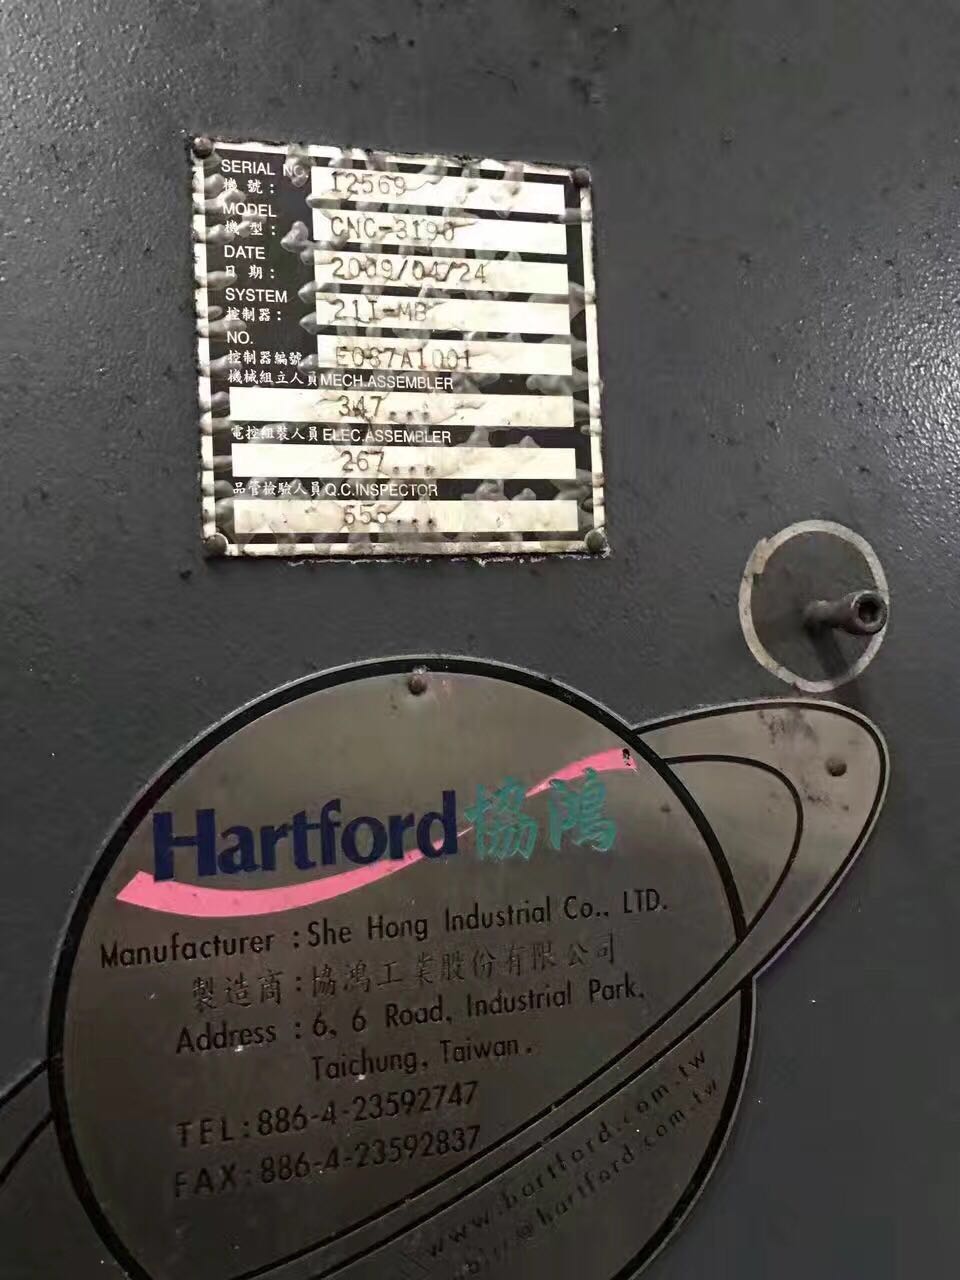 SERIAL NO.
機 號： 12569
MODEL
機 型： CNC-3190
DATE
日 期： 2009/04/24
SYSTEM
控制器： 21I-MB
NO.
控制器編號： E087A1001
機械組立人員 MECH.ASSEMBLER
347...
電控組裝人員 ELEC.ASSEMBLER
267...
品管檢驗人員 Q.C.INSPECTOR
556...
Hartford 協鴻
Manufacturer :She Hong Industrial Co., LTD.
製造商:協鴻工業股份有限公司
Address :6, 6 Road, Industrial Park,
Taichung, Taiwan.
TEL:886-4-23592747
FAX:886-4-23592837
www.hartford.com.tw
@hartford.com.tw